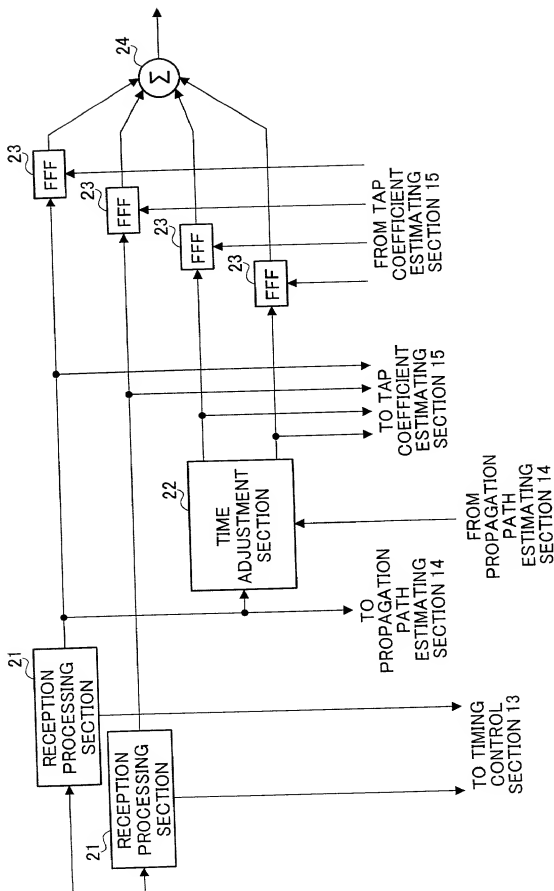 21
RECEPTION
PROCESSING
SECTION
21
RECEPTION
PROCESSING
SECTION
TO TIMING
CONTROL
SECTION 13
TO
PROPAGATION
PATH
ESTIMATING
SECTION 14
22
TIME
ADJUSTMENT
SECTION
FROM
PROPAGATION
PATH
ESTIMATING
SECTION 14
TO TAP
COEFFICIENT
ESTIMATING
SECTION 15
23
FFF
23
FFF
23
FFF
23
FFF
FROM TAP
COEFFICIENT
ESTIMATING
SECTION 15
24
Σ